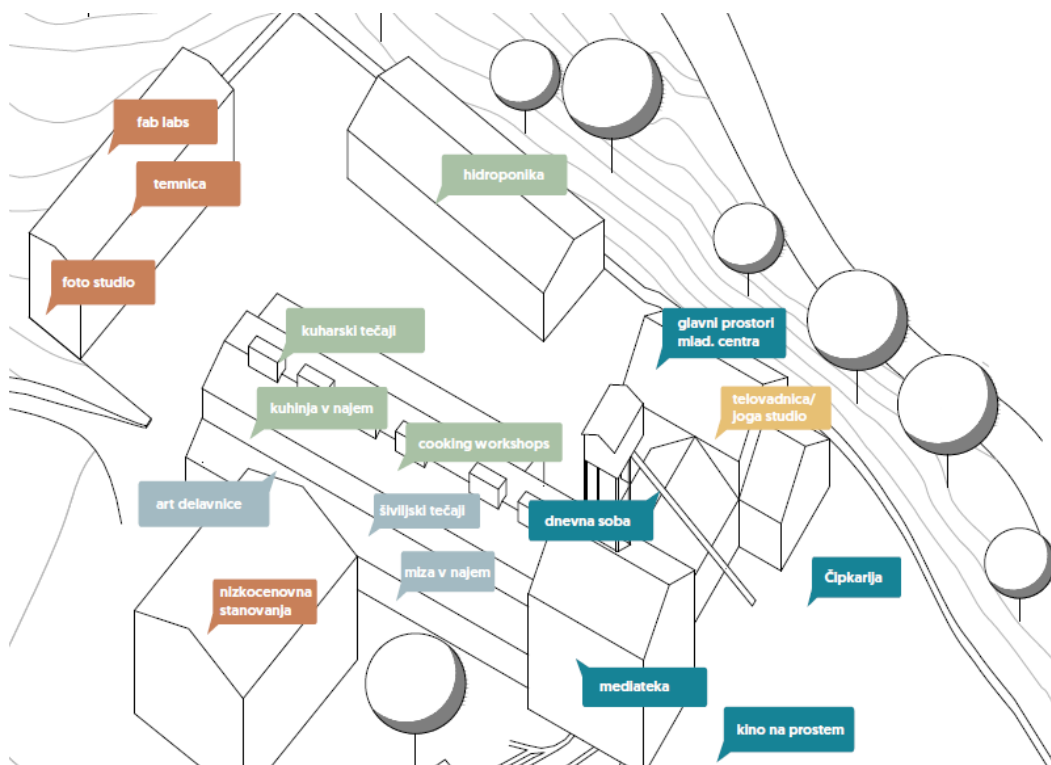 fab labs
temnica
hidroponika
foto studio
kuharski tečaji
glavni prostori
mlad. centra
kuhinja v najem
telovadnica/
joga studio
cooking workshops
art delavnice
šiviljski tečaji
dnevna soba
miza v najem
Čipkarija
nizkocenovna
stanovanja
mediateka
kino na prostem